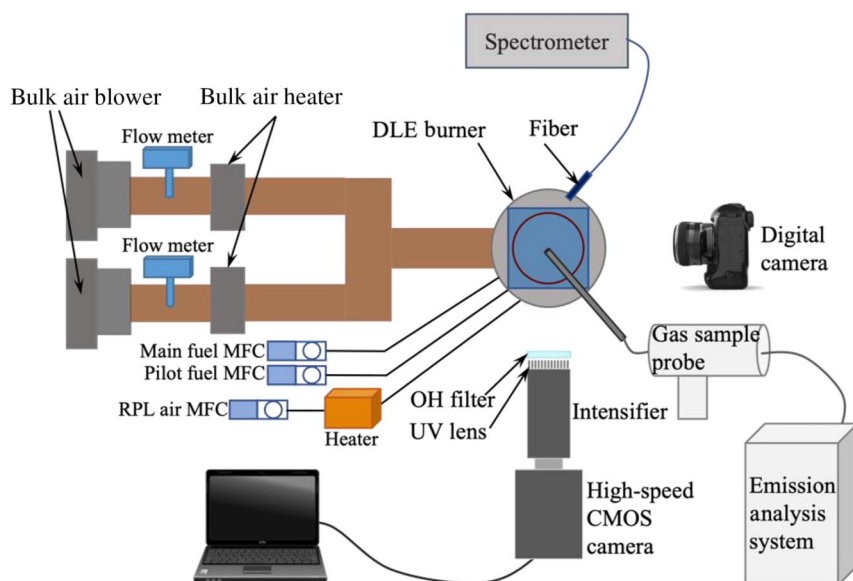 Spectrometer
Bulk air blower
Bulk air heater
Flow meter
DLE burner
Fiber
Flow meter
Digital
camera
Main fuel MFC
Pilot fuel MFC
RPL air MFC
Heater
OH filter
UV lens
Intensifier
Gas sample
probe
High-speed
CMOS
camera
Emission
analysis
system